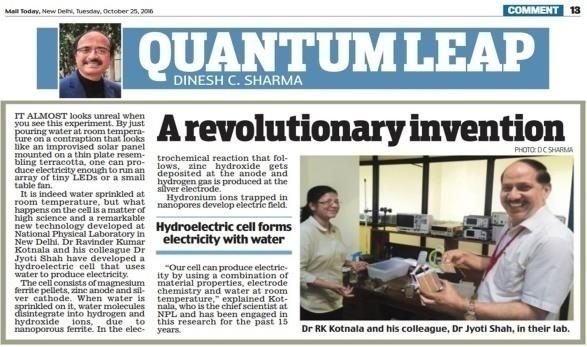 Mail Today, New Delhi, Tuesday, October 25, 2016
COMMENT 13
QUANTUM LEAP
DINESH C. SHARMA
A revolutionary invention
PHOTO: D C SHARMA
IT ALMOST looks unreal when
you see this experiment. By just
pouring water at room tempera-
ture on a contraption that looks
like an improvised solar panel
mounted on a thin plate resem-
bling terracotta, one can pro-
duce electricity enough to run an
array of tiny LEDs or a small
table fan.
It is indeed water sprinkled at
room temperature, but what
happens on the cell is a matter of
high science and a remarkable
new technology developed at
National Physical Laboratory in
New Delhi. Dr Ravinder Kumar
Kotnala and his colleague Dr
Jyoti Shah have developed a
hydroelectric cell that uses
water to produce electricity.
The cell consists of magnesium
ferrite pellets, zinc anode and sil-
ver cathode. When water is
sprinkled on it, water molecules
disintegrate into hydrogen and
hydroxide ions, due to
nanoporous ferrite. In the elec-
trochemical reaction that fol-
lows, zinc hydroxide gets
deposited at the anode and
hydrogen gas is produced at the
silver electrode.
Hydronium ions trapped in
nanopores develop electric field.
Hydroelectric cell forms
electricity with water
“Our cell can produce electric-
ity by using a combination of
material properties, electrode
chemistry and water at room
temperature,” explained Kot-
nala, who is the chief scientist at
NPL and has been engaged in
this research for the past 15
years.
Dr RK Kotnala and his colleague, Dr Jyoti Shah, in their lab.